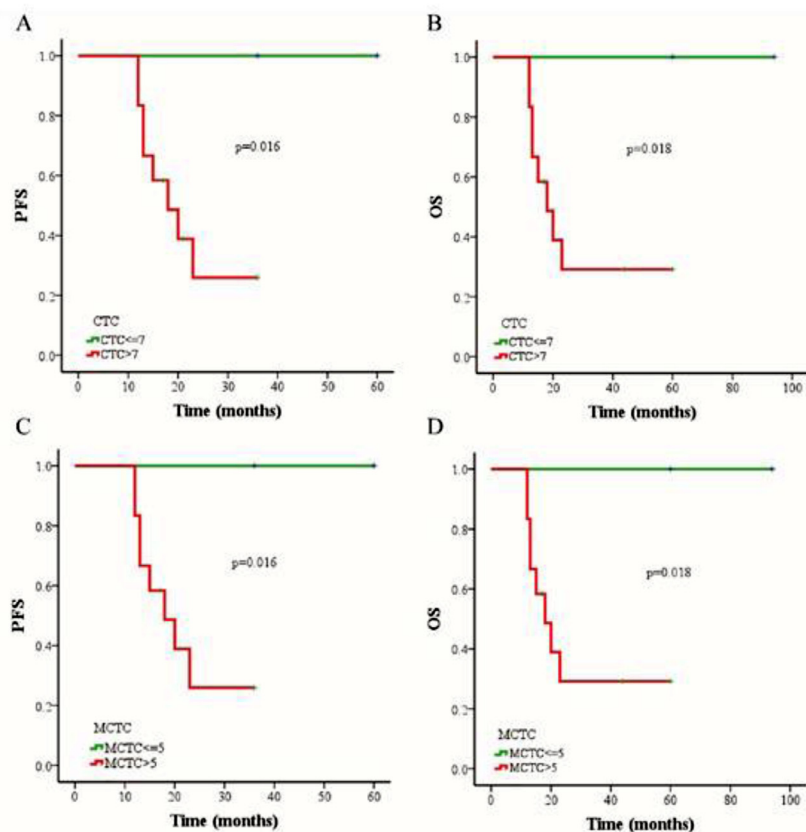 A
1.0
0.8
0.6
0.4
0.2
0.0
PFS
p=0.016
CTC
CTC<=7
CTC>7
0 10 20 30 40 50 60
Time (months)
B
1.0
0.8
0.6
0.4
0.2
0.0
OS
p=0.018
CTC
CTC<=7
CTC>7
0 20 40 60 80 100
Time (months)
C
1.0
0.8
0.6
0.4
0.2
0.0
PFS
p=0.016
MCTC
MCTC<=5
MCTC>5
0 10 20 30 40 50 60
Time (months)
D
1.0
0.8
0.6
0.4
0.2
0.0
OS
p=0.018
MCTC
MCTC<=5
MCTC>5
0 20 40 60 80 100
Time (months)